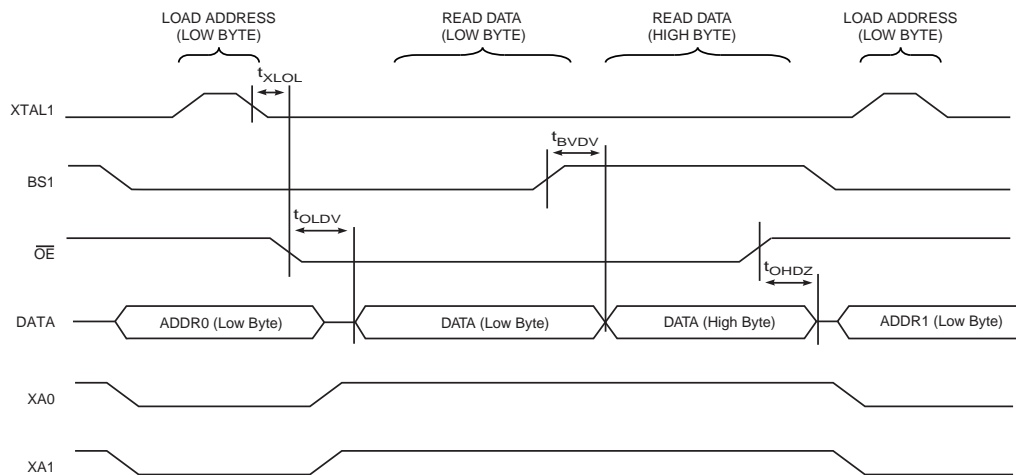 LOAD ADDRESS
(LOW BYTE)
READ DATA
(LOW BYTE)
READ DATA
(HIGH BYTE)
LOAD ADDRESS
(LOW BYTE)
tXLOL
XTAL1
tBVDV
BS1
tOLDV
OE
tOHDZ
DATA
ADDR0 (Low Byte)
DATA (Low Byte)
DATA (High Byte)
ADDR1 (Low Byte)
XA0
XA1